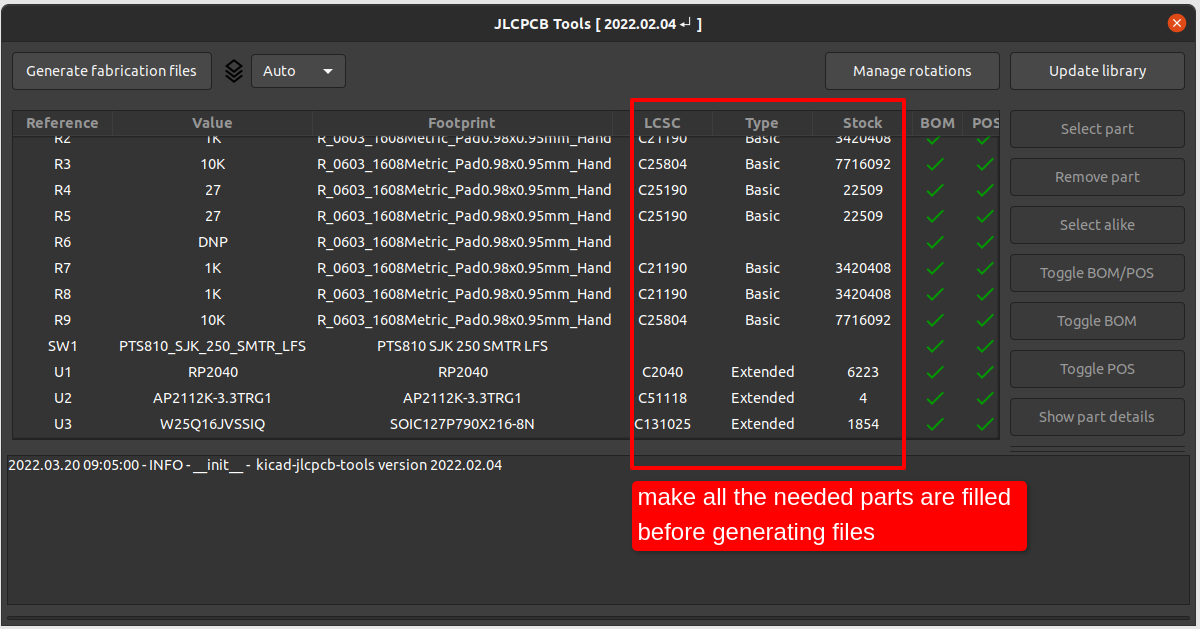 JLCPCB Tools [ 2022.02.04↲ ]
Generate fabrication files Auto Manage rotations Update library
Reference Value Footprint LCSC Type Stock BOM POS
R2 1K R_0603_1608Metric_Pad0.98x0.95mm_Hand C21190 Basic 3420408
R3 10K R_0603_1608Metric_Pad0.98x0.95mm_Hand C25804 Basic 7716092
R4 27 R_0603_1608Metric_Pad0.98x0.95mm_Hand C25190 Basic 22509
R5 27 R_0603_1608Metric_Pad0.98x0.95mm_Hand C25190 Basic 22509
R6 DNP R_0603_1608Metric_Pad0.98x0.95mm_Hand
R7 1K R_0603_1608Metric_Pad0.98x0.95mm_Hand C21190 Basic 3420408
R8 1K R_0603_1608Metric_Pad0.98x0.95mm_Hand C21190 Basic 3420408
R9 10K R_0603_1608Metric_Pad0.98x0.95mm_Hand C25804 Basic 7716092
SW1 PTS810_SJK_250_SMTR_LFS PTS810 SJK 250 SMTR LFS
U1 RP2040 RP2040 C2040 Extended 6223
U2 AP2112K-3.3TRG1 AP2112K-3.3TRG1 C51118 Extended 4
U3 W25Q16JVSSIQ SOIC127P790X216-8N C131025 Extended 1854
Select part
Remove part
Select alike
Toggle BOM/POS
Toggle BOM
Toggle POS
Show part details
2022.03.20 09:05:00 - INFO - __init__ - kicad-jlcpcb-tools version 2022.02.04
make all the needed parts are filled
before generating files